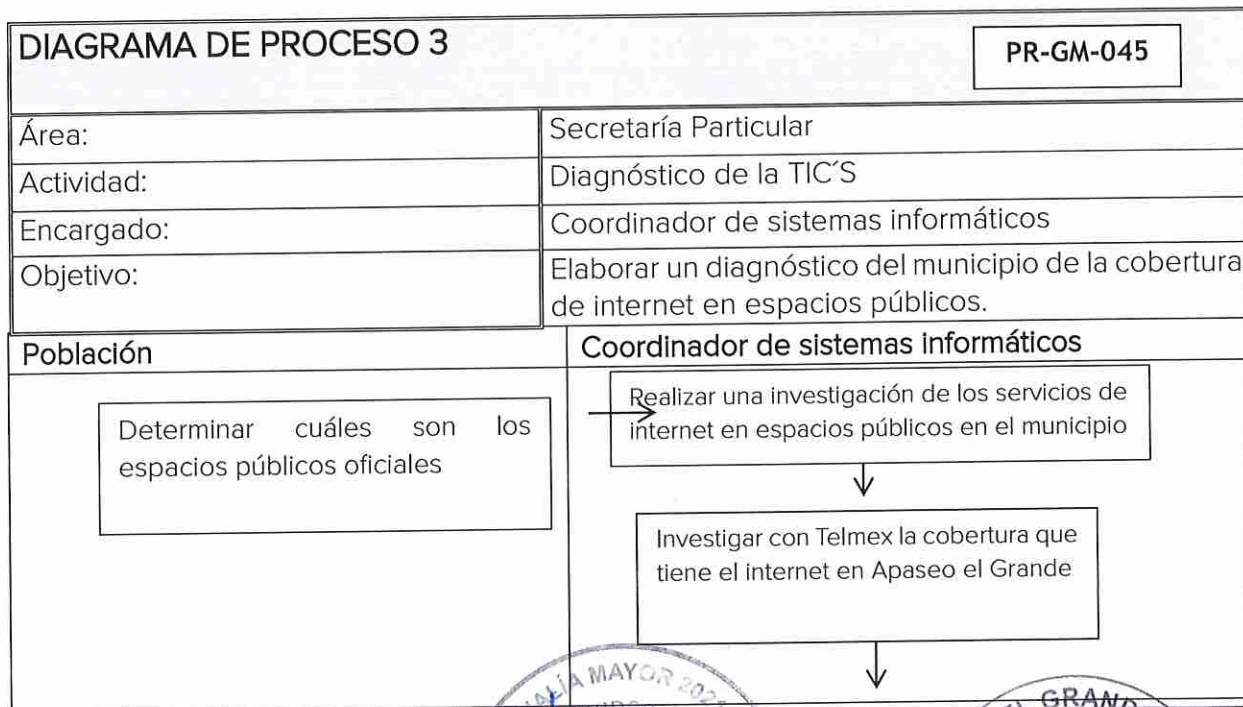 DIAGRAMA DE PROCESO 3
PR-GM-045
Área:
Secretaría Particular
Actividad:
Diagnóstico de la TIC´S
Encargado:
Coordinador de sistemas informáticos
Objetivo:
Elaborar un diagnóstico del municipio de la cobertura
de internet en espacios públicos.
Población
Coordinador de sistemas informáticos
Determinar cuáles son los
espacios públicos oficiales
Realizar una investigación de los servicios de
internet en espacios públicos en el municipio
Investigar con Telmex la cobertura que
tiene el internet en Apaseo el Grande
MAYOR
GRAND